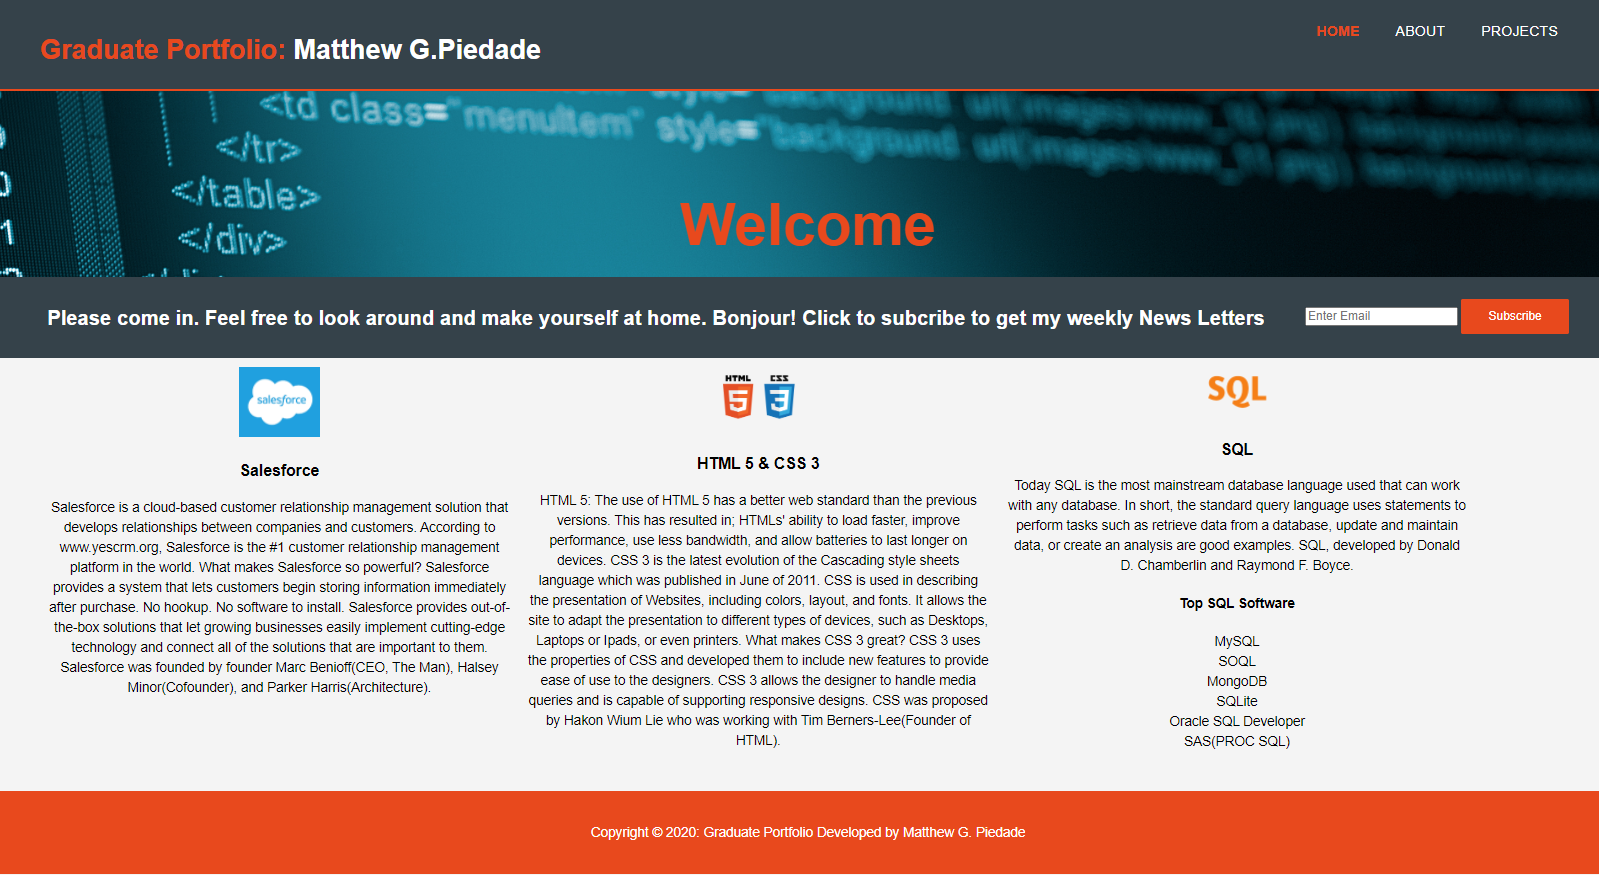 Graduate Portfolio: Matthew G.Piedade
HOME ABOUT PROJECTS
<td class="menuitem" style="background url(images/www_
</tr>
</table>
</div>
Welcome
Please come in. Feel free to look around and make yourself at home. Bonjour! Click to subcribe to get my weekly News Letters
Enter Email
Subscribe
salesforce
Salesforce
Salesforce is a cloud-based customer relationship management solution that
develops relationships between companies and customers. According to
www.yescrm.org, Salesforce is the #1 customer relationship management
platform in the world. What makes Salesforce so powerful? Salesforce
provides a system that lets customers begin storing information immediately
after purchase. No hookup. No software to install. Salesforce provides out-of-
the-box solutions that let growing businesses easily implement cutting-edge
technology and connect all of the solutions that are important to them.
Salesforce was founded by founder Marc Benioff(CEO, The Man), Halsey
Minor(Cofounder), and Parker Harris(Architecture).
HTML CSS
5 3
HTML 5 & CSS 3
HTML 5: The use of HTML 5 has a better web standard than the previous
versions. This has resulted in; HTMLs' ability to load faster, improve
performance, use less bandwidth, and allow batteries to last longer on
devices. CSS 3 is the latest evolution of the Cascading style sheets
language which was published in June of 2011. CSS is used in describing
the presentation of Websites, including colors, layout, and fonts. It allows the
site to adapt the presentation to different types of devices, such as Desktops,
Laptops or Ipads, or even printers. What makes CSS 3 great? CSS 3 uses
the properties of CSS and developed them to include new features to provide
ease of use to the designers. CSS 3 allows the designer to handle media
queries and is capable of supporting responsive designs. CSS was proposed
by Hakon Wium Lie who was working with Tim Berners-Lee(Founder of
HTML).
SQL
SQL
Today SQL is the most mainstream database language used that can work
with any database. In short, the standard query language uses statements to
perform tasks such as retrieve data from a database, update and maintain
data, or create an analysis are good examples. SQL, developed by Donald
D. Chamberlin and Raymond F. Boyce.
Top SQL Software
MySQL
SOQL
MongoDB
SQLite
Oracle SQL Developer
SAS(PROC SQL)
Copyright © 2020: Graduate Portfolio Developed by Matthew G. Piedade